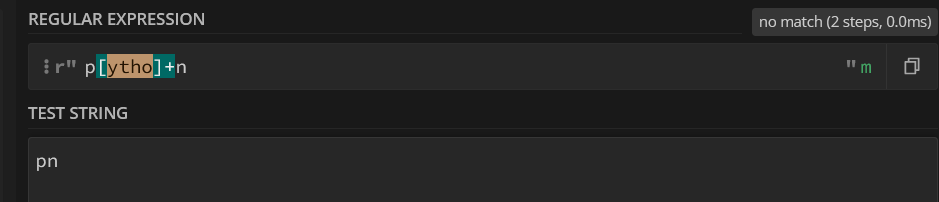 REGULAR EXPRESSION
no match (2 steps, 0.0ms)
r" p[ytho]+n " m
TEST STRING
pn